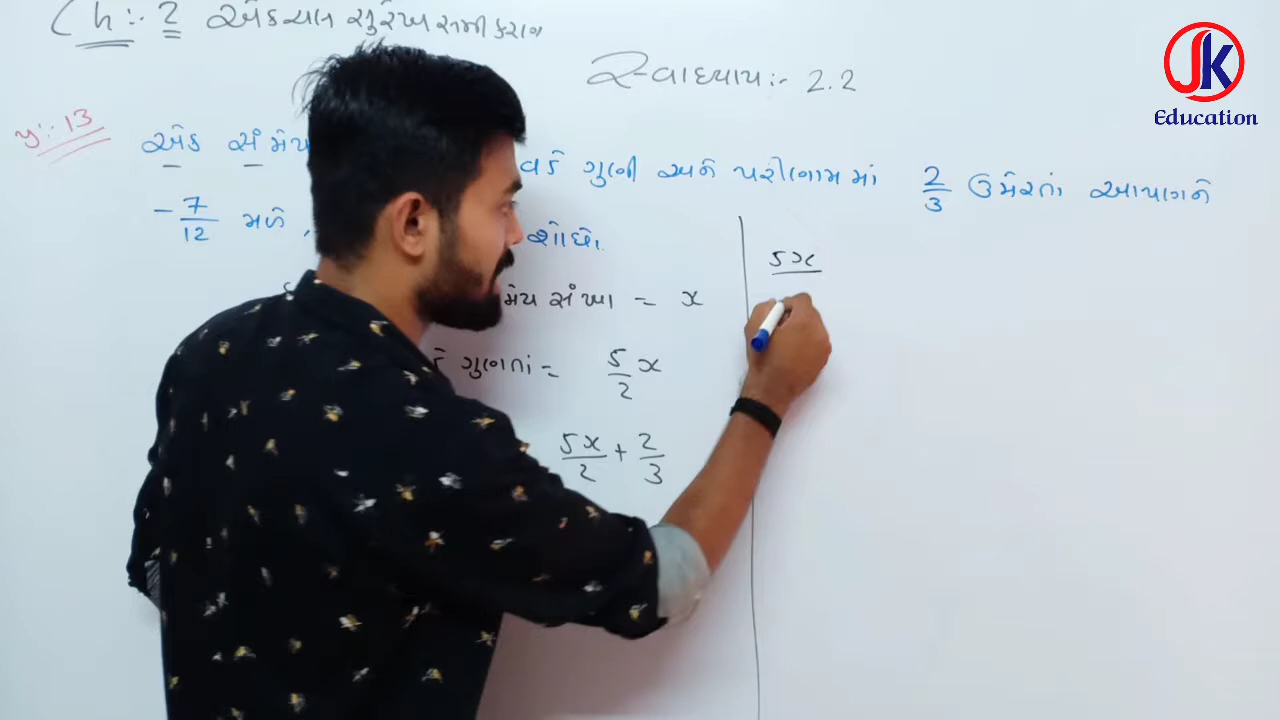 Ch:- 2 એકચલ સુરેખ સમીકરણ
સ્વાધ્યાય:- 2.2
પ્ર:- 13
એક સંમેય વડે ગુણી અને પરીણામ માં 2/3 ઉમેરતાં આપણને
-7/12 મળે, શોધો.
મેય સંખ્યા = x
ગુણતાં = 5/2 x
5x/2 + 2/3
5x
JK
Education